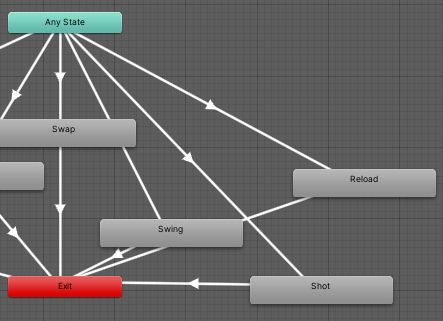 Any State
Swap
Reload
Swing
Exit
Shot